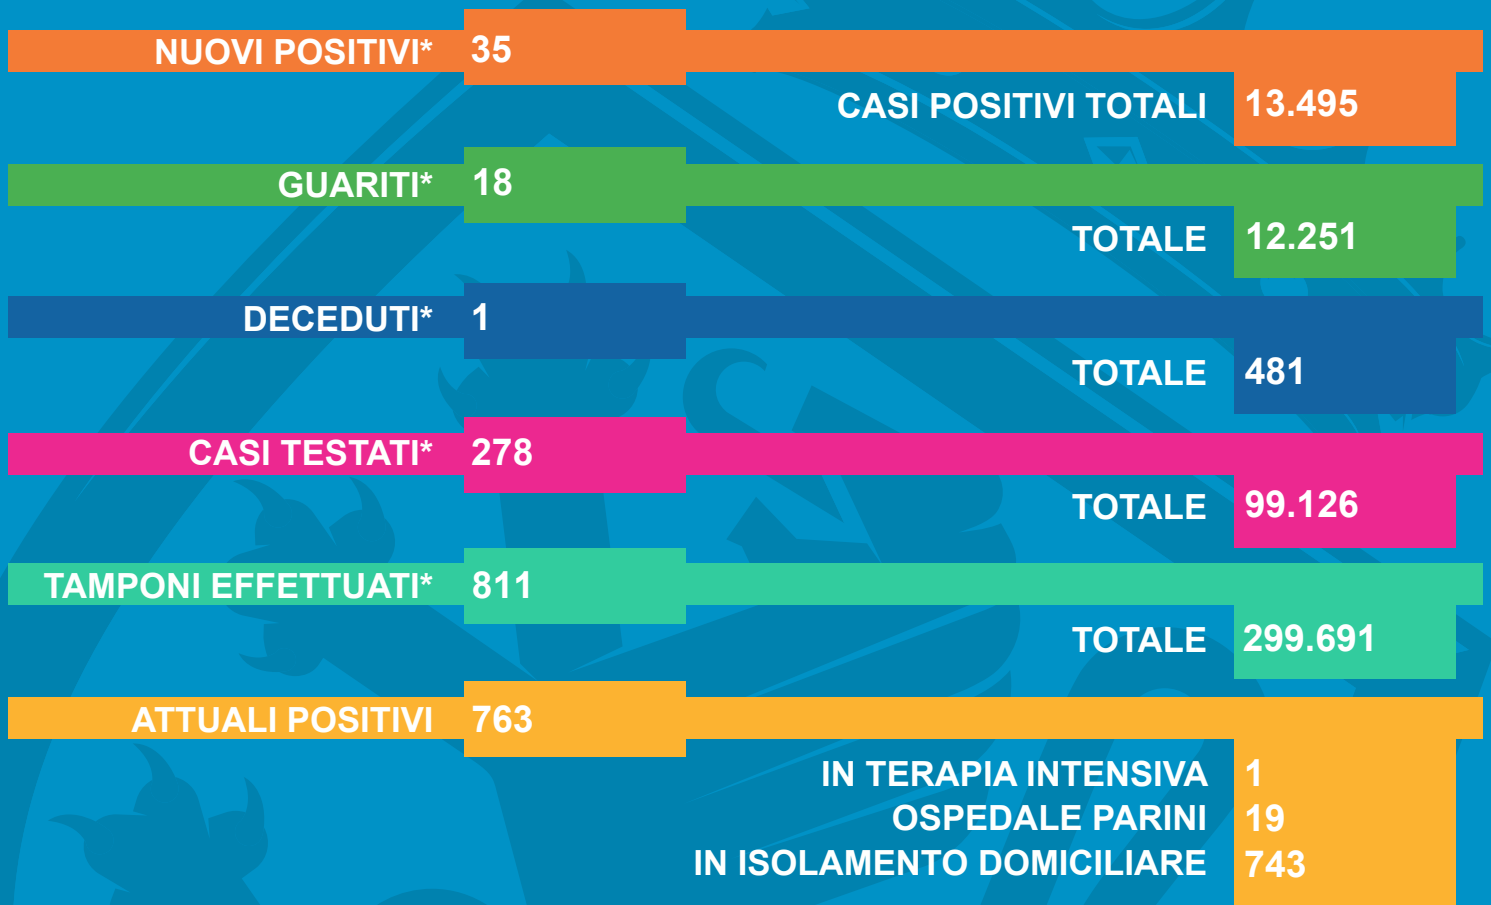 NUOVI POSITIVI* 35
CASI POSITIVI TOTALI 13.495
GUARITI* 18
TOTALE 12.251
DECEDUTI* 1
TOTALE 481
CASI TESTATI* 278
TOTALE 99.126
TAMPONI EFFETTUATI* 811
TOTALE 299.691
ATTUALI POSITIVI 763
IN TERAPIA INTENSIVA 1
OSPEDALE PARINI 19
IN ISOLAMENTO DOMICILIARE 743